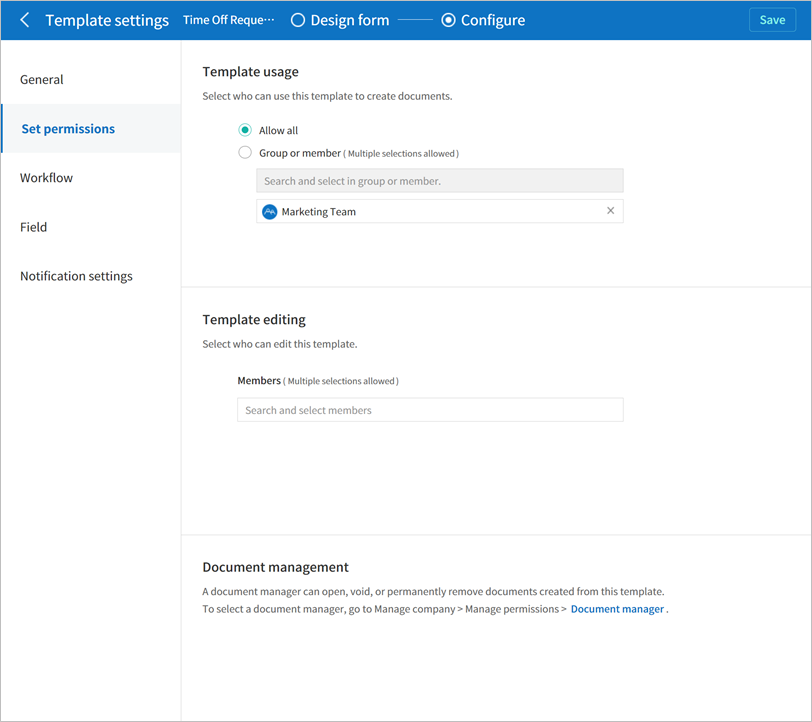 Template settings Time Off Reque… Design form Configure Save
General
Set permissions
Workflow
Field
Notification settings
Template usage
Select who can use this template to create documents.
Allow all
Group or member ( Multiple selections allowed )
Search and select in group or member.
Marketing Team
Template editing
Select who can edit this template.
Members ( Multiple selections allowed )
Search and select members
Document management
A document manager can open, void, or permanently remove documents created from this template.
To select a document manager, go to Manage company > Manage permissions > Document manager .